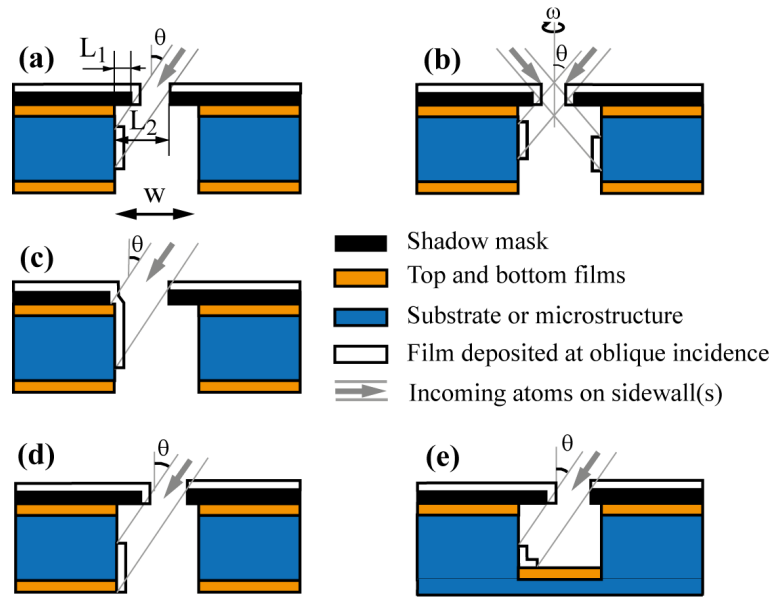 (a)
L1
θ
L2
w
(b)
ω
θ
(c)
θ
Shadow mask
Top and bottom films
Substrate or microstructure
Film deposited at oblique incidence
Incoming atoms on sidewall(s)
(d)
θ
(e)
θ